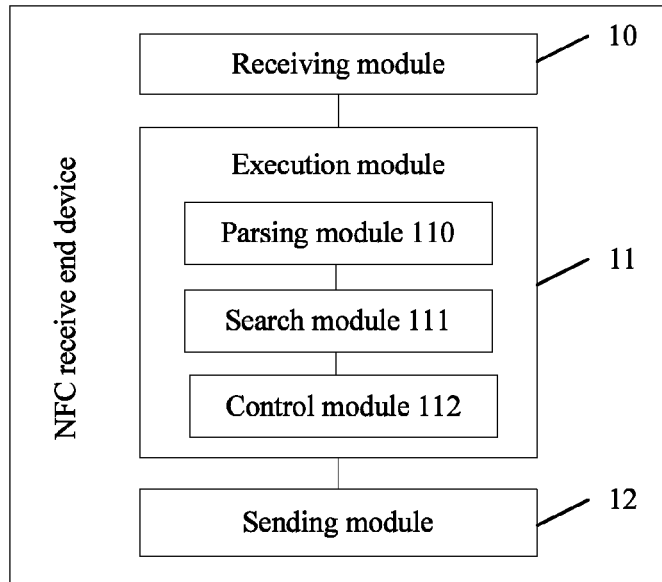 10
Receiving module
NFC receive end device
Execution module
Parsing module 110
11
Search module 111
Control module 112
12
Sending module